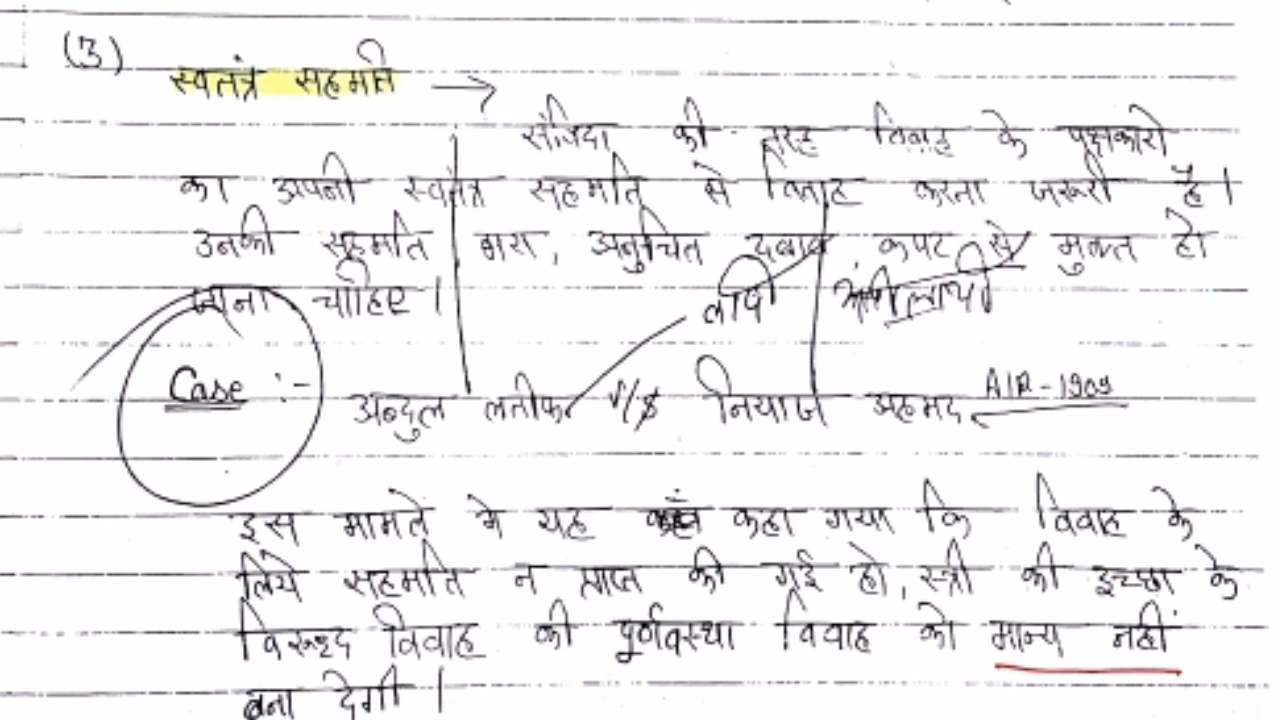 (3)
स्वतंत्र सहमति →
संविदा की तरह विवाह के पक्षकारो
का अपनी स्वतंत्र सहमति से विवाह करना जरूरी है।
उनकी सहमति अनुचित दबाव, कपट से मुक्त हो
जाना चाहिए।
Case :- अब्दुल लतीफ V/S नियाज अहमद AIR-1909
इस मामले मे यह कहा गया कि विवाह के
लिये सहमति न प्राप्त की गई हो, स्त्री की इच्छा के
विरूद्द विवाह की पूर्णवस्था विवाह को मान्य नहीं
बना देगी।